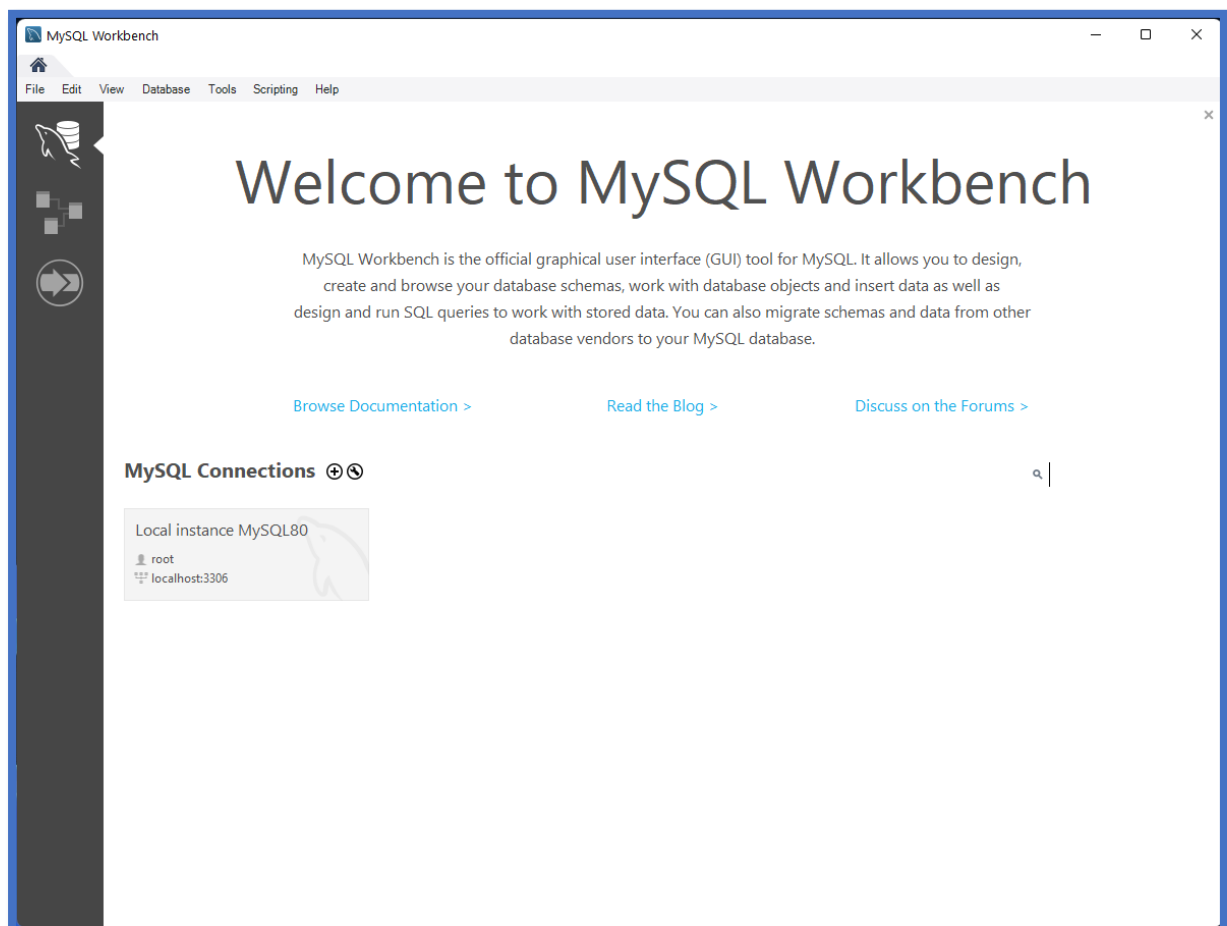 MySQL Workbench
File Edit View Database Tools Scripting Help
Welcome to MySQL Workbench
MySQL Workbench is the official graphical user interface (GUI) tool for MySQL. It allows you to design,
create and browse your database schemas, work with database objects and insert data as well as
design and run SQL queries to work with stored data. You can also migrate schemas and data from other
database vendors to your MySQL database.
Browse Documentation > Read the Blog > Discuss on the Forums >
MySQL Connections
Local instance MySQL80
root
localhost:3306